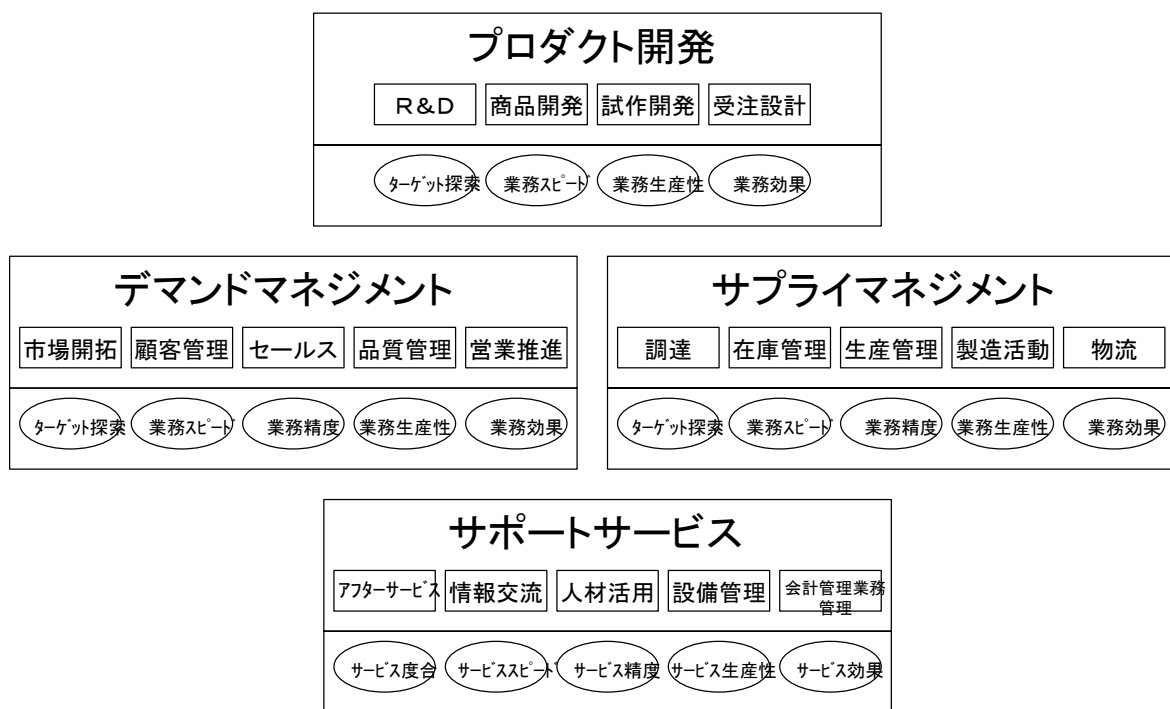 プロダクト開発
R&D 商品開発 試作開発 受注設計
ﾀｰｹﾞｯﾄ探索 業務ｽﾋﾟｰﾄﾞ 業務生産性 業務効果
デマンドマネジメント
市場開拓 顧客管理 セールス 品質管理 営業推進
ﾀｰｹﾞｯﾄ探索 業務ｽﾋﾟｰﾄﾞ 業務精度 業務生産性 業務効果
サプライマネジメント
調達 在庫管理 生産管理 製造活動 物流
ﾀｰｹﾞｯﾄ探索 業務ｽﾋﾟｰﾄﾞ 業務精度 業務生産性 業務効果
サポートサービス
ｱﾌﾀｰｻｰﾋﾞｽ 情報交流 人材活用 設備管理 会計管理業務
管理
ｻｰﾋﾞｽ度合 ｻｰﾋﾞｽｽﾋﾟｰﾄﾞ ｻｰﾋﾞｽ精度 ｻｰﾋﾞｽ生産性 ｻｰﾋﾞｽ効果